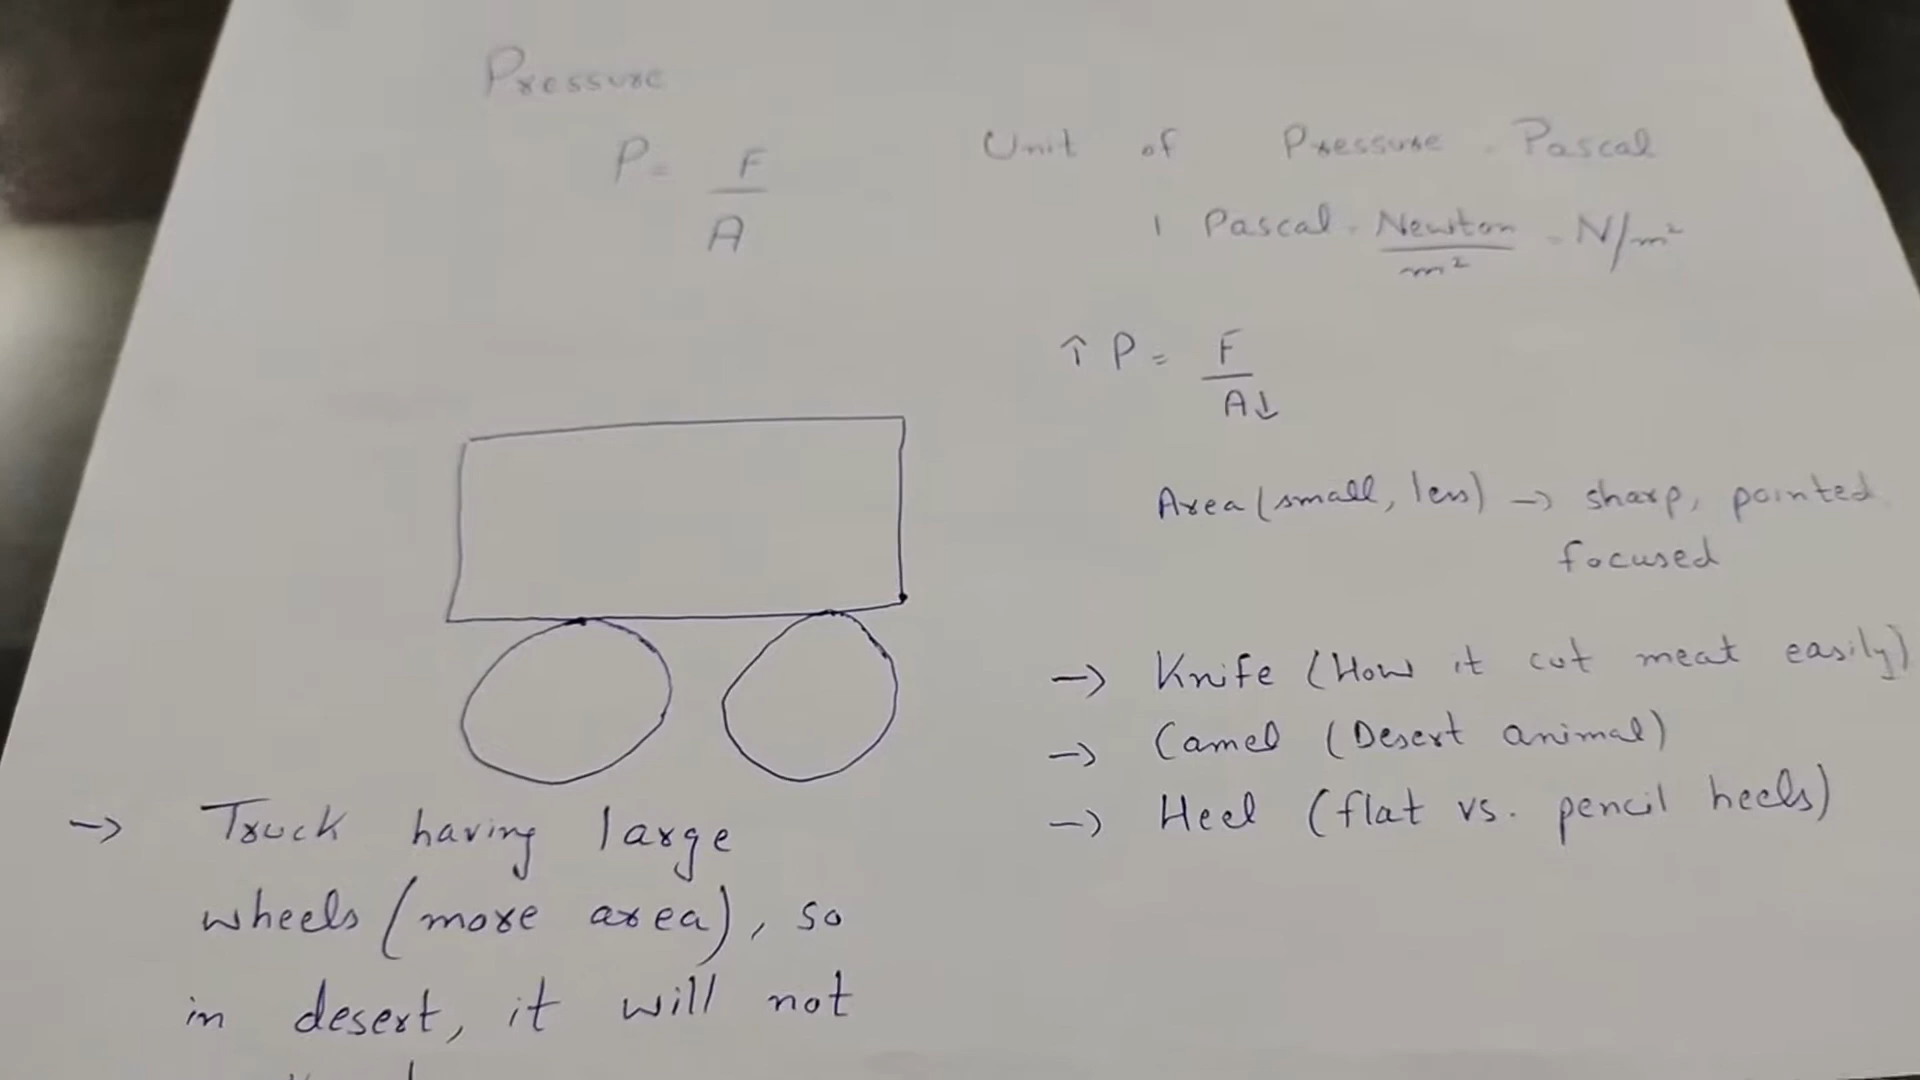 Pressure
P = F
A
Unit of Pressure = Pascal
1 Pascal = Newton = N/m²
m²
↑ P = F
A↓
Area (small, less) → sharp, pointed
focused
→ Knife (How it cut meat easily)
→ Camel (Desert animal)
→ Heel (flat vs. pencil heels)
→ Truck having large
wheels (more area), so
in desert, it will not